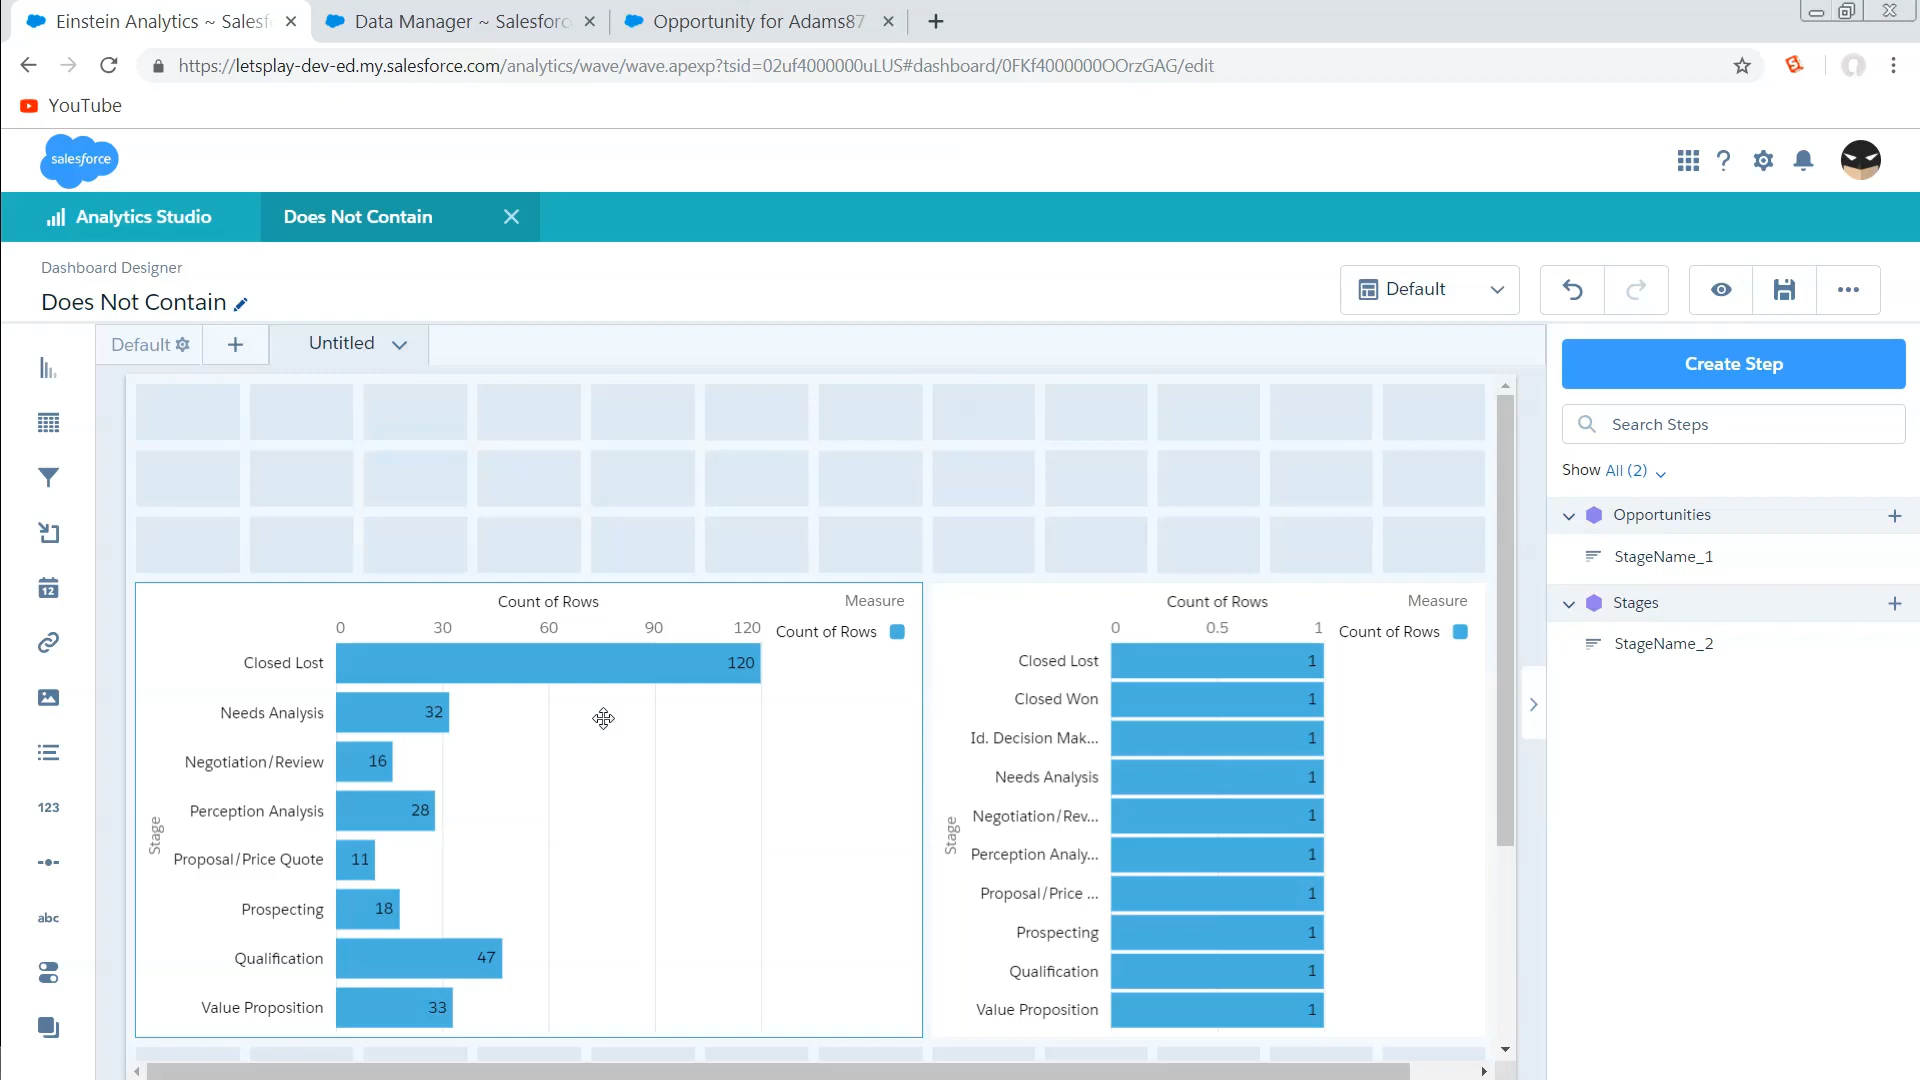 Einstein Analytics ~ Salesf
Data Manager ~ Salesforc
Opportunity for Adams87
https://letsplay-dev-ed.my.salesforce.com/analytics/wave/wave.apexp?tsid=02uf4000000uLUS#dashboard/0FKf4000000OOrzGAG/edit
YouTube
salesforce
Analytics Studio
Does Not Contain
Dashboard Designer
Does Not Contain
Default
Default
Untitled
Create Step
Search Steps
Show All (2)
Opportunities
StageName_1
Stages
StageName_2
12
123
abc
Count of Rows
Measure
0 30 60 90 120
Count of Rows
Stage
Closed Lost 120
Needs Analysis 32
Negotiation/Review 16
Perception Analysis 28
Proposal/Price Quote 11
Prospecting 18
Qualification 47
Value Proposition 33
Count of Rows
Measure
0 0.5 1
Count of Rows
Stage
Closed Lost 1
Closed Won 1
Id. Decision Mak... 1
Needs Analysis 1
Negotiation/Rev... 1
Perception Analy... 1
Proposal/Price ... 1
Prospecting 1
Qualification 1
Value Proposition 1